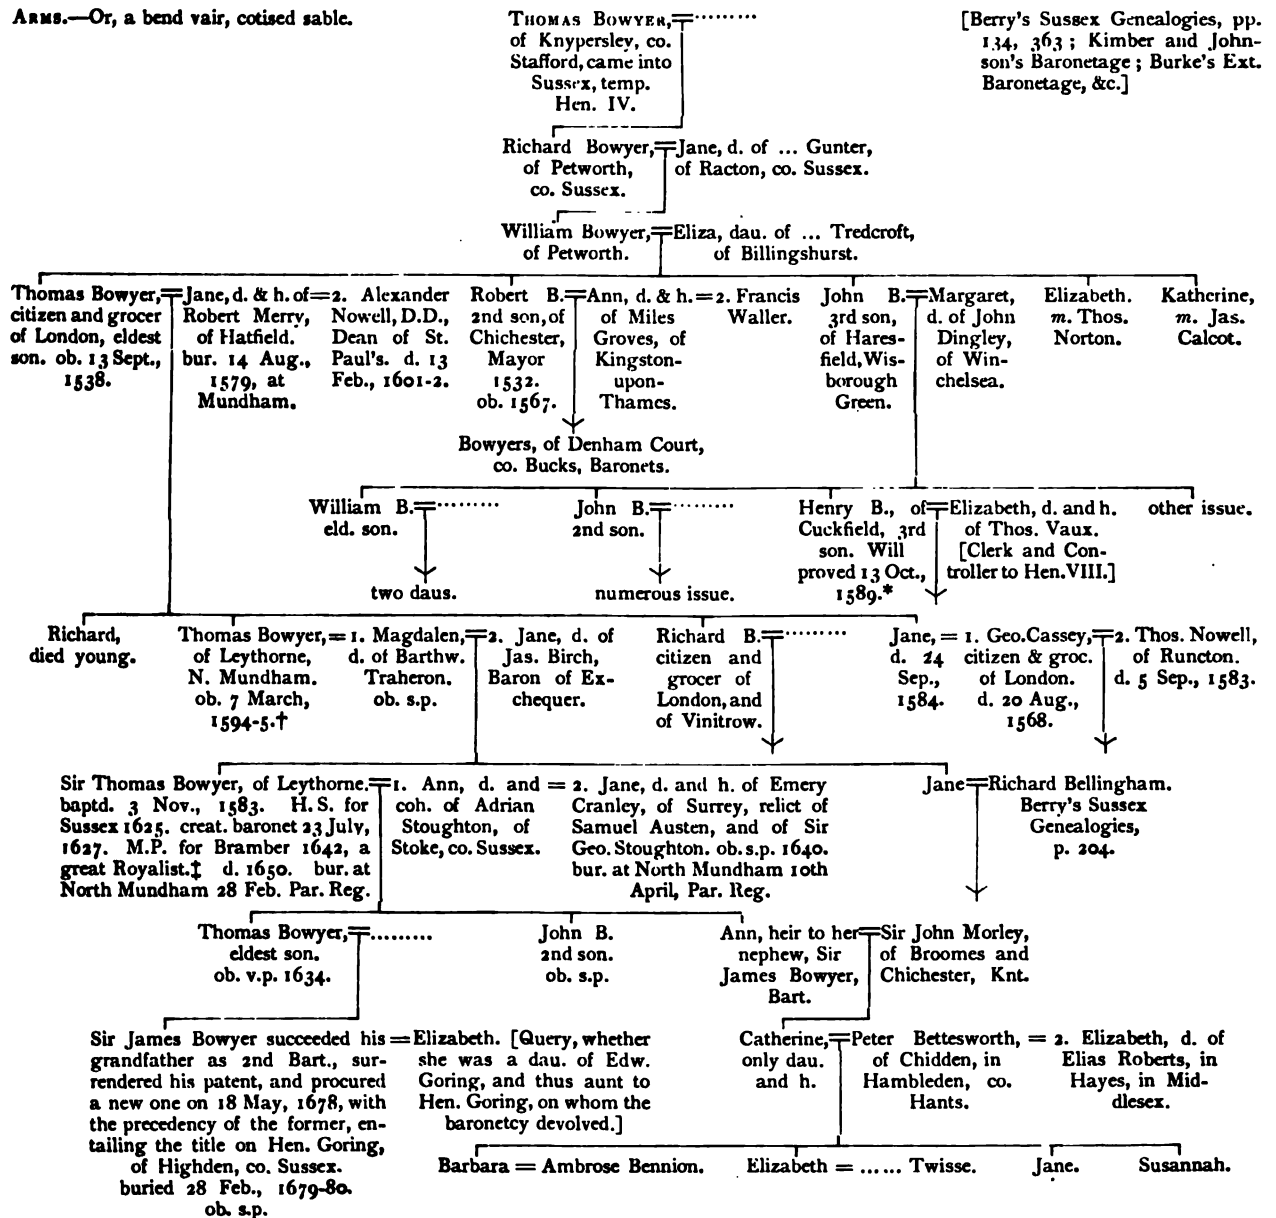 ARMS.—Or, a bend vair, cotised sable.
THOMAS BOWYER,=·········
of Knypersley, co.
Stafford, came into
Sussex, temp.
Hen. IV.
[Berry's Sussex Genealogies, pp.
134, 363 ; Kimber and John-
son's Baronetage ; Burke's Ext.
Baronetage, &c.]
Richard Bowyer,=
of Petworth,
co. Sussex.
Jane, d. of ... Gunter,
of Racton, co. Sussex.
William Bowyer,=
of Petworth.
Eliza, dau. of ... Tredcroft,
of Billingshurst.
Thomas Bowyer,=
citizen and grocer
of London, eldest
son. ob. 13 Sept.,
1538.
Jane, d. & h. of=
Robert Merry,
of Hatfield.
bur. 14 Aug.,
1579, at
Mundham.
2. Alexander
Nowell, D.D.,
Dean of St.
Paul's. d. 13
Feb., 1601-2.
Robert B.=
2nd son, of
Chichester,
Mayor
1532.
ob. 1567.
Ann, d. & h.=
of Miles
Groves, of
Kingston-
upon-
Thames.
2. Francis
Waller.
John B.=
3rd son,
of Hares-
field, Wis-
borough
Green.
Margaret,
d. of John
Dingley,
of Win-
chelsea.
Elizabeth.
m. Thos.
Norton.
Katherine,
m. Jas.
Calcot.
Bowyers, of Denham Court,
co. Bucks, Baronets.
William B.=·········
eld. son.
two daus.
John B.=·········
2nd son.
numerous issue.
Henry B., of=
Cuckfield, 3rd
son. Will
proved 13 Oct.,
1589.*
Elizabeth, d. and h.
of Thos. Vaux.
[Clerk and Con-
troller to Hen.VIII.]
other issue.
Richard,
died young.
Thomas Bowyer,=
of Leythorne,
N. Mundham.
ob. 7 March,
1594-5.†
1. Magdalen,=
d. of Barthw.
Traheron.
ob. s.p.
2. Jane, d. of
Jas. Birch,
Baron of Ex-
chequer.
Richard B.=·········
citizen and
grocer of
London, and
of Vinitrow.
Jane,=
d. 24
Sep.,
1584.
1. Geo. Cassey,=
citizen & groc.
of London.
d. 20 Aug.,
1568.
2. Thos. Nowell,
of Runcton.
d. 5 Sep., 1583.
Sir Thomas Bowyer, of Leythorne.=
baptd. 3 Nov., 1583. H.S. for
Sussex 1625. creat. baronet 23 July,
1627. M.P. for Bramber 1642, a
great Royalist.‡ d. 1650. bur. at
North Mundham 28 Feb. Par. Reg.
1. Ann, d. and =
coh. of Adrian
Stoughton, of
Stoke, co. Sussex.
2. Jane, d. and h. of Emery
Cranley, of Surrey, relict of
Samuel Austen, and of Sir
Geo. Stoughton. ob. s.p. 1640.
bur. at North Mundham 10th
April, Par. Reg.
Jane=Richard Bellingham.
Berry's Sussex
Genealogies,
p. 204.
Thomas Bowyer,=.........
eldest son.
ob. v.p. 1634.
John B.
2nd son.
ob. s.p.
Ann, heir to her=
nephew, Sir
James Bowyer,
Bart.
Sir John Morley,
of Broomes and
Chichester, Knt.
Sir James Bowyer succeeded his =
grandfather as 2nd Bart., sur-
rendered his patent, and procured
a new one on 18 May, 1678, with
the precedency of the former, en-
tailing the title on Hen. Goring,
of Highden, co. Sussex.
buried 28 Feb., 1679-80.
ob. s.p.
Elizabeth. [Query, whether
she was a dau. of Edw.
Goring, and thus aunt to
Hen. Goring, on whom the
baronetcy devolved.]
Catherine,=
only dau.
and h.
Peter Bettesworth, =
of Chidden, in
Hambleden, co.
Hants.
2. Elizabeth, d. of
Elias Roberts, in
Hayes, in Mid-
dlesex.
Barbara = Ambrose Bennion.
Elizabeth = ...... Twisse.
Jane.
Susannah.